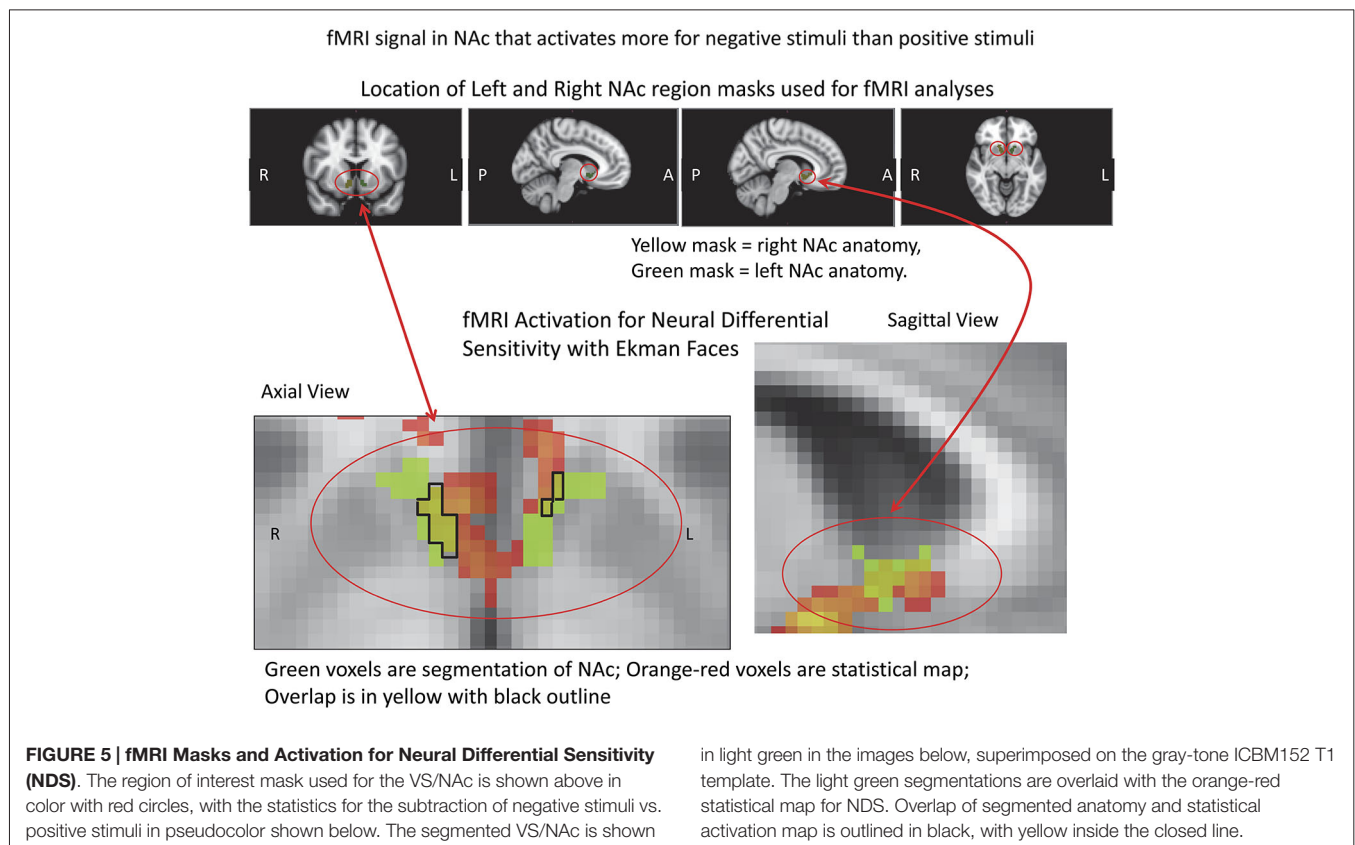 fMRI signal in NAc that activates more for negative stimuli than positive stimuli
Location of Left and Right NAc region masks used for fMRI analyses
R
L
P
A
P
A
R
L
Yellow mask = right NAc anatomy,
Green mask = left NAc anatomy.
fMRI Activation for Neural Differential
Sensitivity with Ekman Faces
Sagittal View
Axial View
R
L
Green voxels are segmentation of NAc; Orange-red voxels are statistical map;
Overlap is in yellow with black outline
FIGURE 5 | fMRI Masks and Activation for Neural Differential Sensitivity
(NDS). The region of interest mask used for the VS/NAc is shown above in
color with red circles, with the statistics for the subtraction of negative stimuli vs.
positive stimuli in pseudocolor shown below. The segmented VS/NAc is shown
in light green in the images below, superimposed on the gray-tone ICBM152 T1
template. The light green segmentations are overlaid with the orange-red
statistical map for NDS. Overlap of segmented anatomy and statistical
activation map is outlined in black, with yellow inside the closed line.